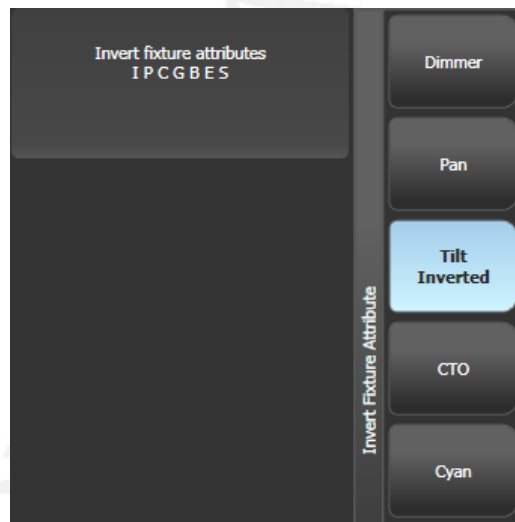 Invert fixture attributes
I P C G B E S
Invert Fixture Attribute
Dimmer
Pan
Tilt
Inverted
CTO
Cyan